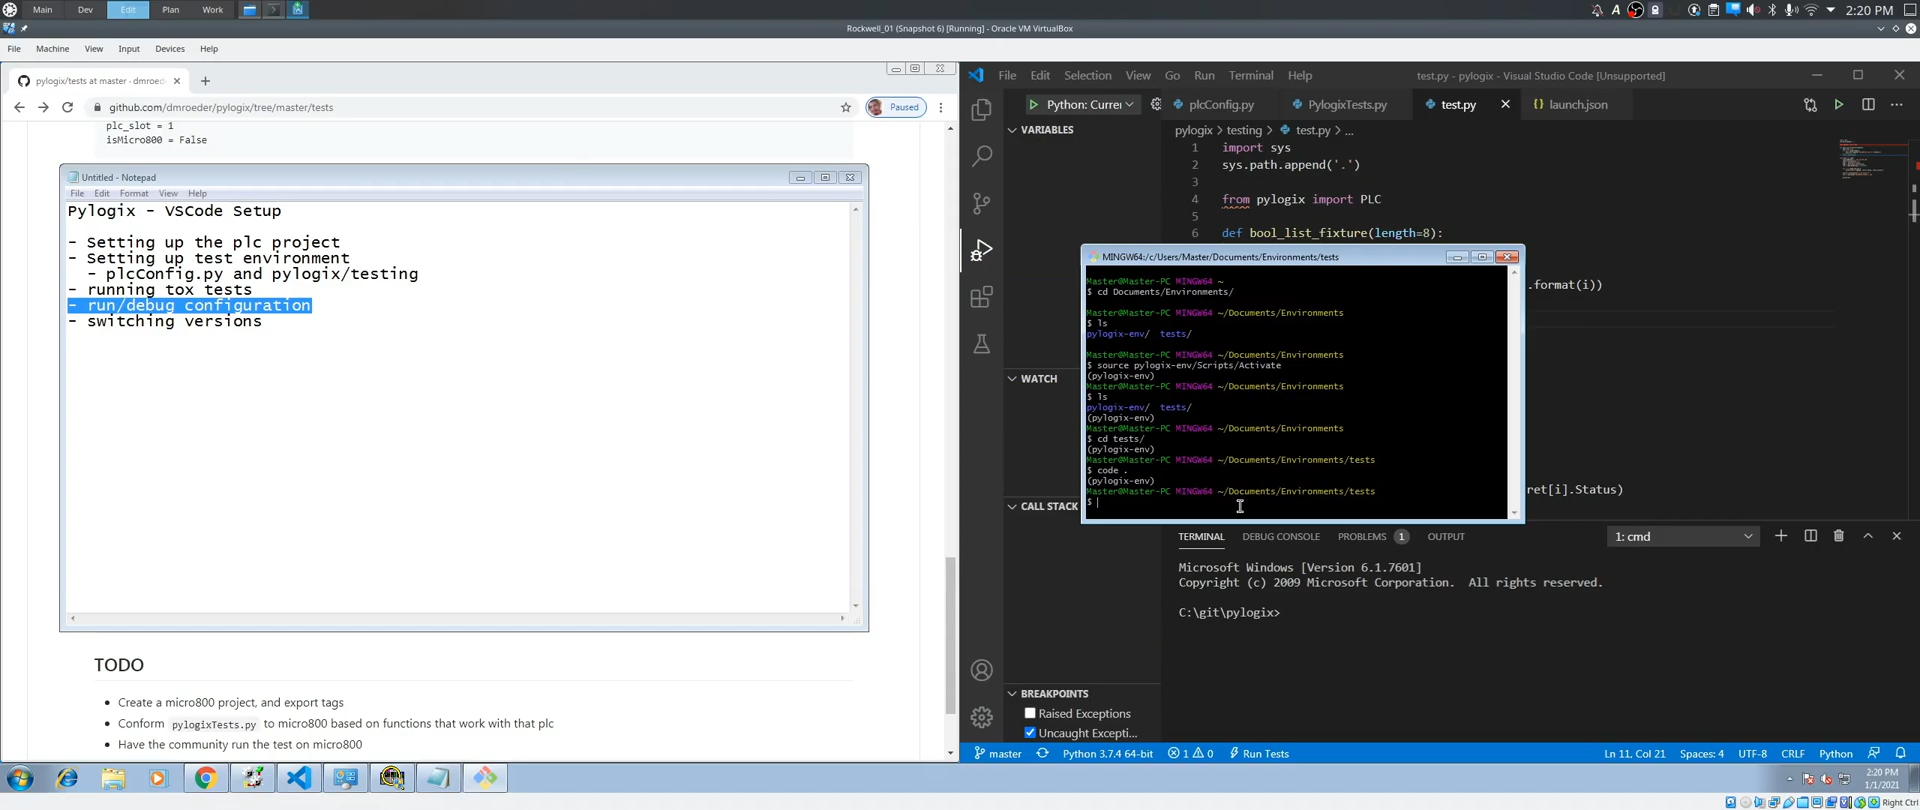 Main Dev Edit Plan Work 2:20 PM
Rockwell_01 (Snapshot 6) [Running] - Oracle VM VirtualBox
File Machine View Input Devices Help
pylogix/tests at master · dmroed
github.com/dmroeder/pylogix/tree/master/tests
Paused
plc_slot = 1
isMicro800 = False
Untitled - Notepad
File Edit Format View Help
Pylogix - VSCode Setup
- Setting up the plc project
- Setting up test environment
- plcConfig.py and pylogix/testing
- running tox tests
- run/debug configuration
- switching versions
TODO
Create a micro800 project, and export tags
Conform pylogixTests.py to micro800 based on functions that work with that plc
Have the community run the test on micro800
File Edit Selection View Go Run Terminal Help
test.py - pylogix - Visual Studio Code [Unsupported]
Python: Currer
plcConfig.py PylogixTests.py test.py launch.json
VARIABLES
WATCH
CALL STACK
BREAKPOINTS
Raised Exceptions
Uncaught Excepti...
pylogix > testing > test.py > ...
1 import sys
2 sys.path.append('.')
3
4 from pylogix import PLC
5
6 def bool_list_fixture(length=8):
.format(i))
ret[i].Status)
MINGW64:/c/Users/Master/Documents/Environments/tests
Master@Master-PC MINGW64 ~
$ cd Documents/Environments/
Master@Master-PC MINGW64 ~/Documents/Environments
$ ls
pylogix-env/ tests/
Master@Master-PC MINGW64 ~/Documents/Environments
$ source pylogix-env/Scripts/Activate
(pylogix-env)
Master@Master-PC MINGW64 ~/Documents/Environments
$ ls
pylogix-env/ tests/
(pylogix-env)
Master@Master-PC MINGW64 ~/Documents/Environments
$ cd tests/
(pylogix-env)
Master@Master-PC MINGW64 ~/Documents/Environments/tests
$ code .
(pylogix-env)
Master@Master-PC MINGW64 ~/Documents/Environments/tests
$
TERMINAL DEBUG CONSOLE PROBLEMS 1 OUTPUT
1: cmd
Microsoft Windows [Version 6.1.7601]
Copyright (c) 2009 Microsoft Corporation. All rights reserved.
C:\git\pylogix>
master Python 3.7.4 64-bit 1 0 Run Tests Ln 11, Col 21 Spaces: 4 UTF-8 CRLF Python
2:20 PM
1/1/2021
Right Ctrl